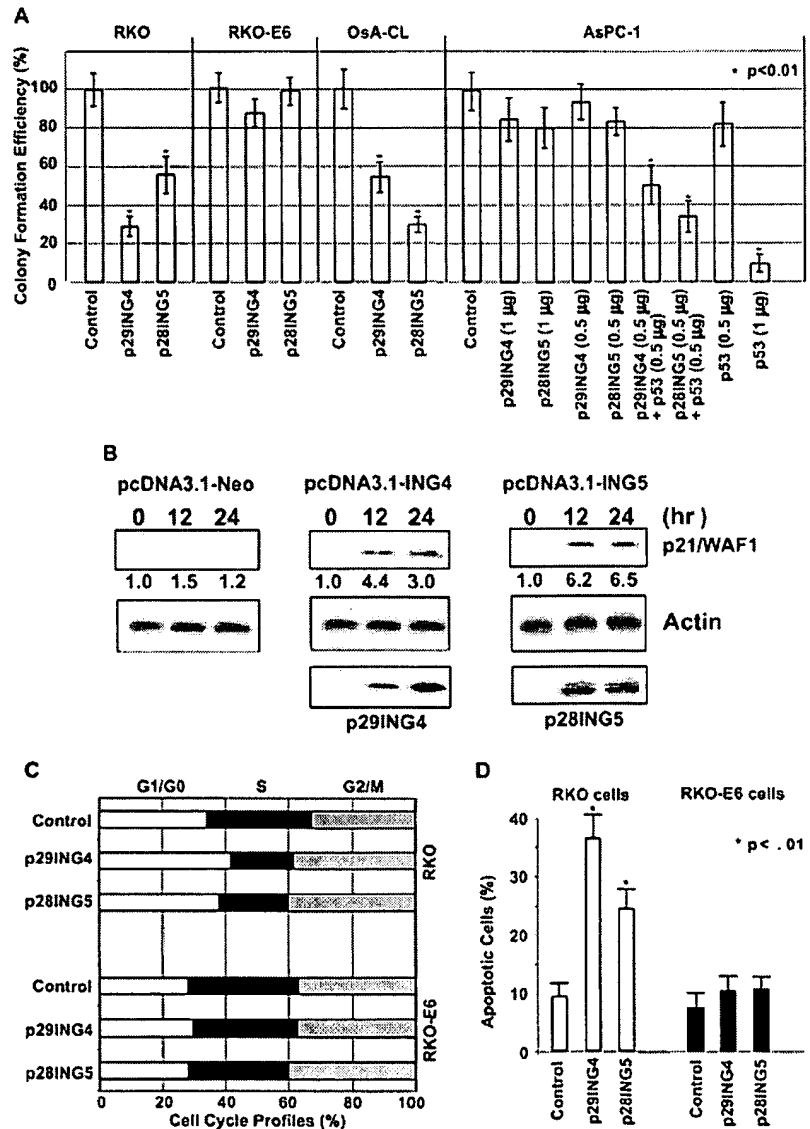 A
RKO RKO-E6 OsA-CL AsPC-1
* p<0.01
Colony Formation Efficiency (%)
100
80
60
40
20
0
* * * * * * *
Control
p29ING4
p28ING5
Control
p29ING4
p28ING5
Control
p29ING4
p28ING5
Control
p29ING4 (1 µg)
p28ING5 (1 µg)
p29ING4 (0.5 µg)
p28ING5 (0.5 µg)
p29ING4 (0.5 µg)
+ p53 (0.5 µg)
p28ING5 (0.5 µg)
+ p53 (0.5 µg)
p53 (0.5 µg)
p53 (1 µg)
B
pcDNA3.1-Neo pcDNA3.1-ING4 pcDNA3.1-ING5
0 12 24 0 12 24 0 12 24 (hr)
p21/WAF1
1.0 1.5 1.2 1.0 4.4 3.0 1.0 6.2 6.5
Actin
p29ING4 p28ING5
C
G1/G0 S G2/M
Control
p29ING4
p28ING5
RKO
Control
p29ING4
p28ING5
RKO-E6
0 20 40 60 80 100
Cell Cycle Profiles (%)
D
RKO cells RKO-E6 cells
* p< .01
Apoptotic Cells (%)
40
30
20
10
0
* *
Control
p29ING4
p28ING5
Control
p29ING4
p28ING5